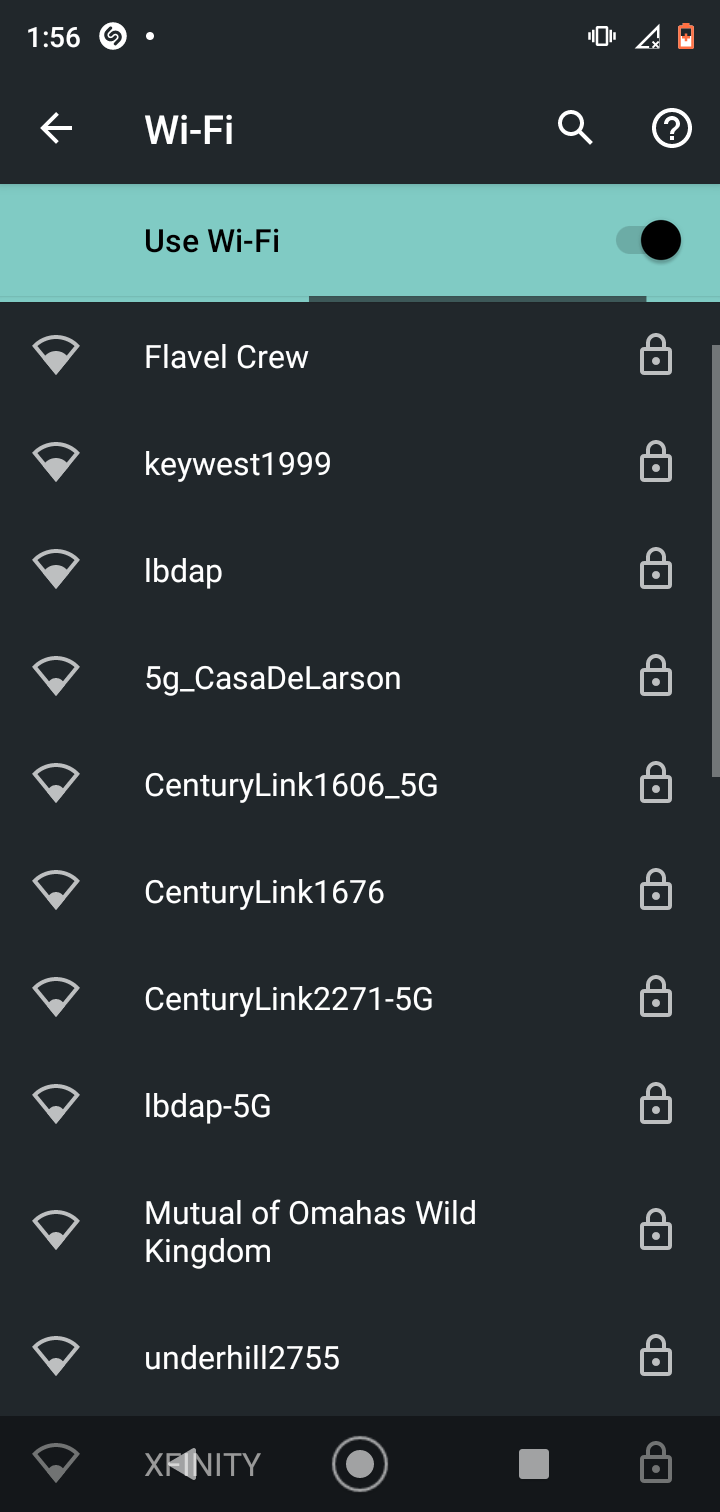 1:56
Wi-Fi
Use Wi-Fi
Flavel Crew
keywest1999
lbdap
5g_CasaDeLarson
CenturyLink1606_5G
CenturyLink1676
CenturyLink2271-5G
lbdap-5G
Mutual of Omahas Wild
Kingdom
underhill2755
XFINITY